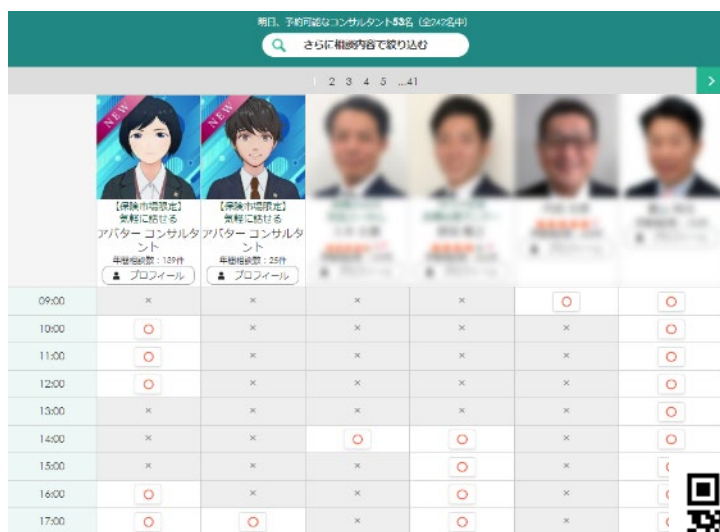 明日、予約可能なコンサルタント53名（全242名中）
さらに相談内容で絞り込む
1 2 3 4 5 ...41
NEW
NEW
【保険市場限定】
気軽に話せる
アバター コンサルタ
ント
年間相談数：139件
プロフィール
【保険市場限定】
気軽に話せる
アバター コンサルタ
ント
年間相談数：25件
プロフィール
09:00 × × × × ○ ○
10:00 ○ × × × × ○
11:00 ○ × × × × ○
12:00 ○ × × × × ○
13:00 × × × × × ○
14:00 × × ○ ○ × ○
15:00 × × × ○ ×
16:00 ○ × × ○ ×
17:00 ○ ○ × ○ ×